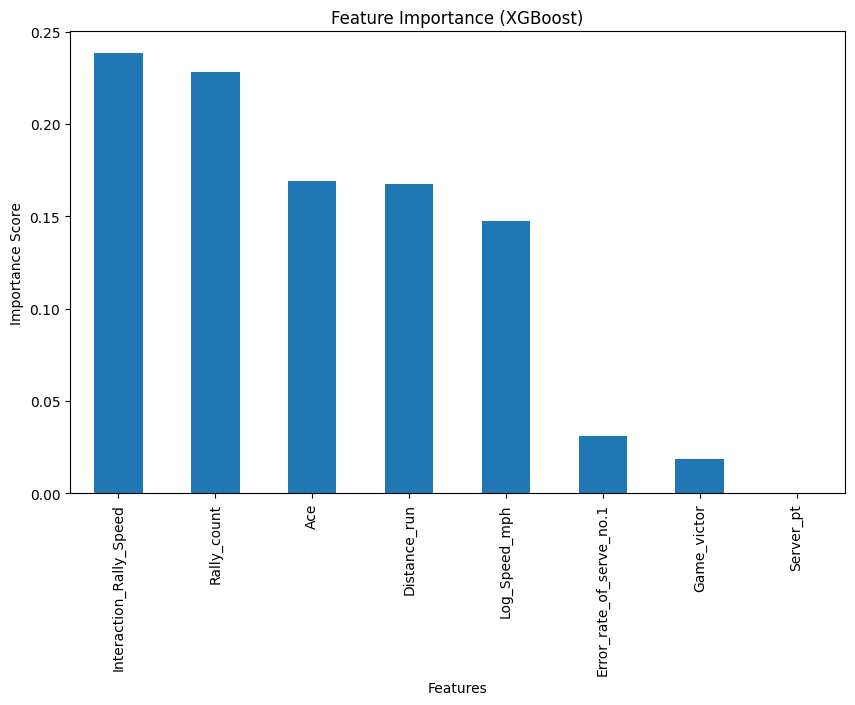 Feature Importance (XGBoost)
0.25
0.20
0.15
0.10
0.05
0.00
Importance Score
Interaction_Rally_Speed
Rally_count
Ace
Distance_run
Log_Speed_mph
Error_rate_of_serve_no.1
Game_victor
Server_pt
Features